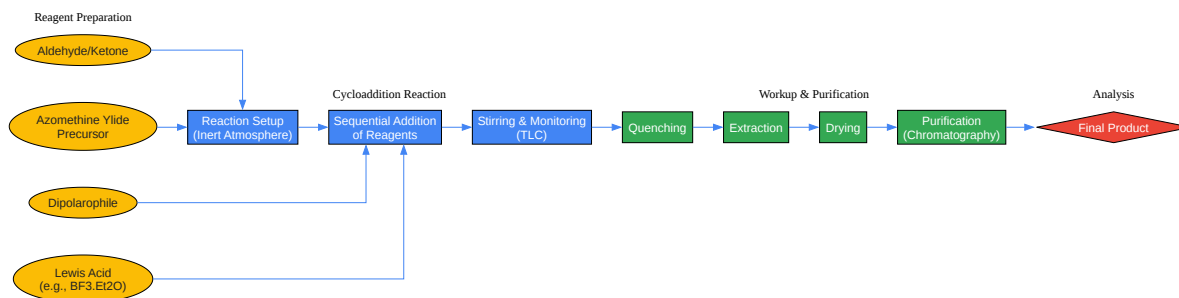 Reagent Preparation
Aldehyde/Ketone
Cycloaddition Reaction
Workup & Purification
Analysis
Azomethine Ylide
Precursor
Reaction Setup
(Inert Atmosphere)
Sequential Addition
of Reagents
Stirring & Monitoring
(TLC)
Quenching
Extraction
Drying
Purification
(Chromatography)
Final Product
Dipolarophile
Lewis Acid
(e.g., BF3.Et2O)